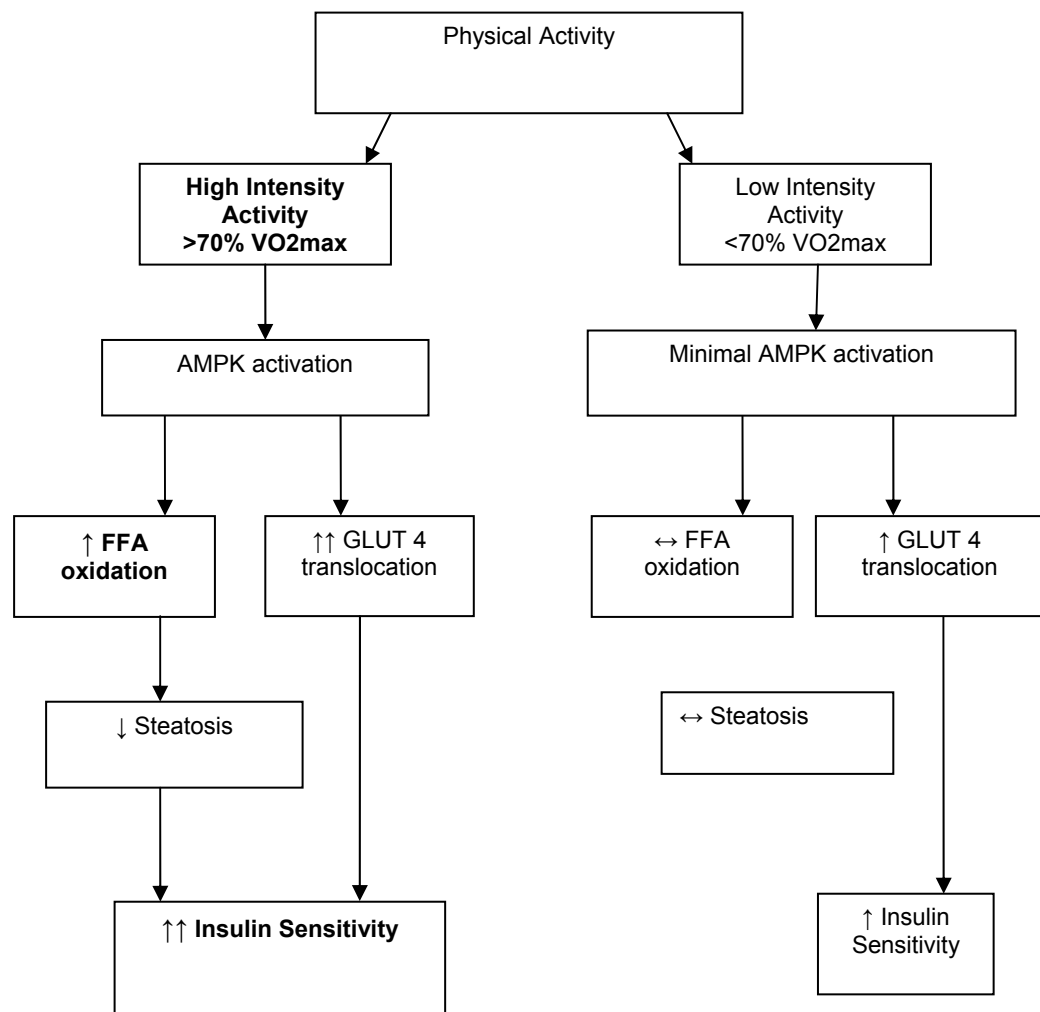 Physical Activity
High Intensity
Activity
>70% VO2max
Low Intensity
Activity
<70% VO2max
AMPK activation
Minimal AMPK activation
↑ FFA
oxidation
↑↑ GLUT 4
translocation
↔ FFA
oxidation
↑ GLUT 4
translocation
↓ Steatosis
↔ Steatosis
↑↑ Insulin Sensitivity
↑ Insulin
Sensitivity